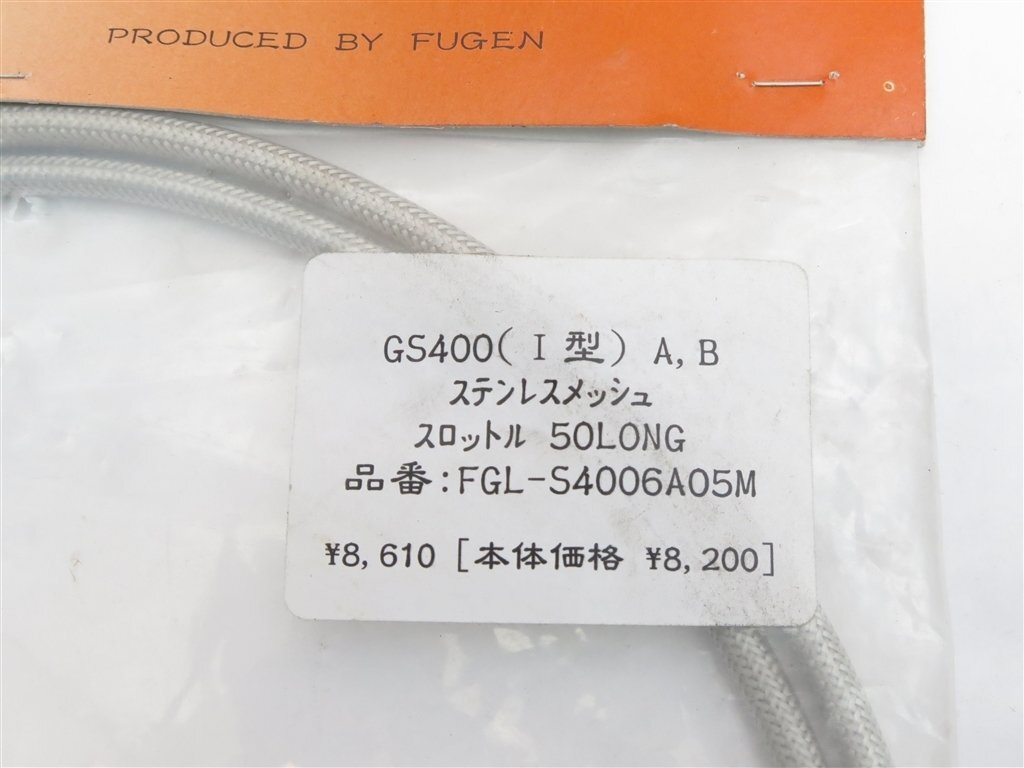 PRODUCED BY FUGEN
GS400(Ⅰ型) A,B
ステンレスメッシュ
スロットル 50LONG
品番:FGL-S4006A05M
¥8,610 [本体価格 ¥8,200]